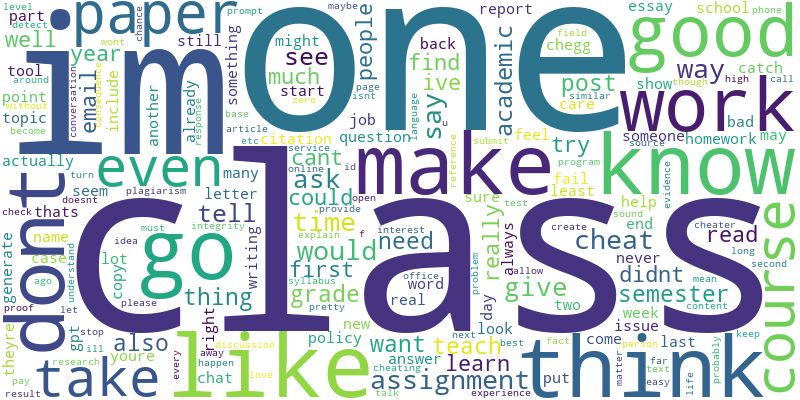 level
prompt
maybe
im
one
paper
good
chance
part
detect
well
year
tool
around
point
without
become
topic
email
conversation
consequence
include
another
already
response
still
something
base
article
etc
might
see
much
start
zero
back
find
ive
say
language
people
page
isnt
report
academic
field
chegg
post
similar
care
phone
essay
school
way
catch
show
though
high
call
work
someone
bad
may
homework
source
know
actually
turn
plagiarism
doesnt
seem
dont
check
thats
even
many
letter
citation
service
cant
online
ask
could
id
open
job
question
make
reference
submit
feel
try
program
fail
least
sure
test
sound
help
end
evidence
cheater
read
long
second
course
tell
writing
time
provide
explain
f
would
need
interest
really
always
create
cheat
never
didnt
class
go
name
case
generate
proof
ago
understand
let
lot
idea
copy
please
must
integrity
thing
first
syllabus
grade
office
word
real
pretty
problem
day
allow
give
two
semester
mean
content
week
issue
theyre
gpt
stop
ill
also
youre
research
take
pay
result
right
away
happen
chat
every
discussion
love
like
policy
new
want
answer
cheating
talk
teach
learn
assignment
look
next
best
experience
fact
put
come
person
matter
think
last
far
text
easy
life
probably
keep